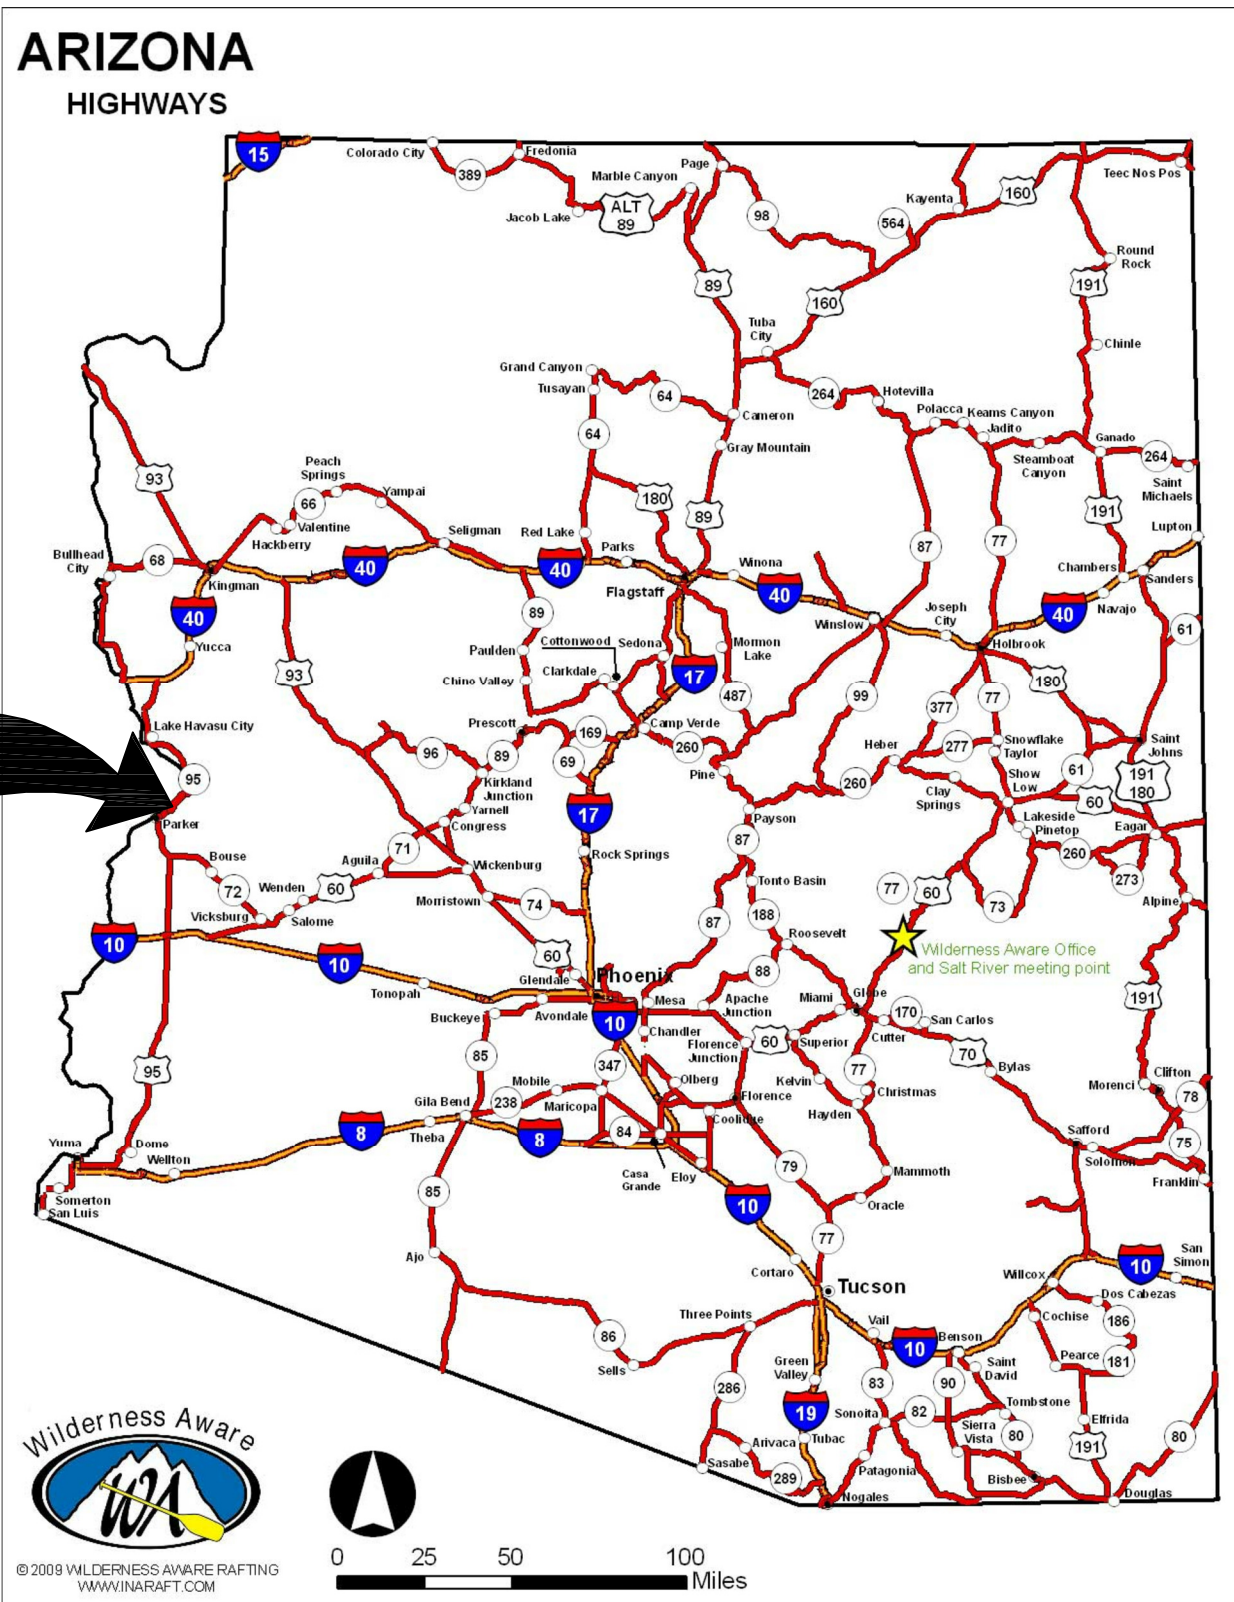 ARIZONA
HIGHWAYS
15
Colorado City
389
Fredonia
Jacob Lake
ALT
89
Marble Canyon
Page
98
Kayenta
564
160
Teec Nos Pos
Round
Rock
191
89
160
Tuba
City
Chinle
Grand Canyon
Tusayan
64
64
Cameron
Gray Mountain
264
Hotevilla
Polacca
Keams Canyon
Jadito
Steamboat
Canyon
Ganado
264
Saint
Michaels
93
Peach
Springs
66
Yampai
Valentine
Hackberry
Seligman
Red Lake
180
89
Parks
Winona
87
77
191
Lupton
Bullhead
City
68
Kingman
40
40
40
Flagstaff
40
Winslow
Joseph
City
Holbrook
40
Chambers
Sanders
Navajo
61
Yucca
93
89
Paulden
Chino Valley
Cottonwood
Clarkdale
Sedona
17
Mormon
Lake
487
99
377
77
180
Lake Havasu City
95
Parker
Prescott
96
89
169
69
Camp Verde
260
Pine
260
Heber
277
Snowflake
Taylor
Show
Low
Clay
Springs
61
60
Saint
Johns
191
180
Kirkland
Junction
Yarnell
Congress
17
Payson
87
Lakeside
Pinetop
260
273
Eagar
Alpine
Bouse
72
Wenden
60
Vicksburg
Salome
Aguila
71
Wickenburg
Morristown
74
Rock Springs
Tonto Basin
188
87
Roosevelt
77
60
73
Wilderness Aware Office
and Salt River meeting point
10
10
Tonopah
60
Glendale
Phoenix
Avondale
Buckeye
10
Mesa
Chandler
88
Apache
Junction
Florence
Junction
60
Miami
Globe
Superior
Cutter
170
San Carlos
70
Bylas
191
95
85
347
Mobile
Maricopa
Olberg
Florence
Coolidge
Kelvin
Hayden
77
Christmas
Morenci
Clifton
78
Gila Bend
238
Theba
8
8
84
Casa
Grande
Eloy
Yuma
Dome
Wellton
Somerton
San Luis
79
Mammoth
Oracle
Safford
Solomon
75
Franklin
85
Ajo
10
77
Cortaro
Tucson
Willcox
10
San
Simon
Dos Cabezas
186
Cochise
Pearce
181
86
Sells
Three Points
286
Green
Valley
19
Vail
83
10
Benson
90
Saint
David
Tombstone
82
Sonoita
Sierra
Vista
80
Elfrida
191
80
Arivaca
Sasabe
289
Tubac
Patagonia
Nogales
Bisbee
Douglas
Wilderness Aware
WA
© 2009 WILDERNESS AWARE RAFTING
WWW.INARAFT.COM
0 25 50 100
Miles